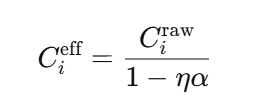 C_i^eff = C_i^raw / (1 − ηα)